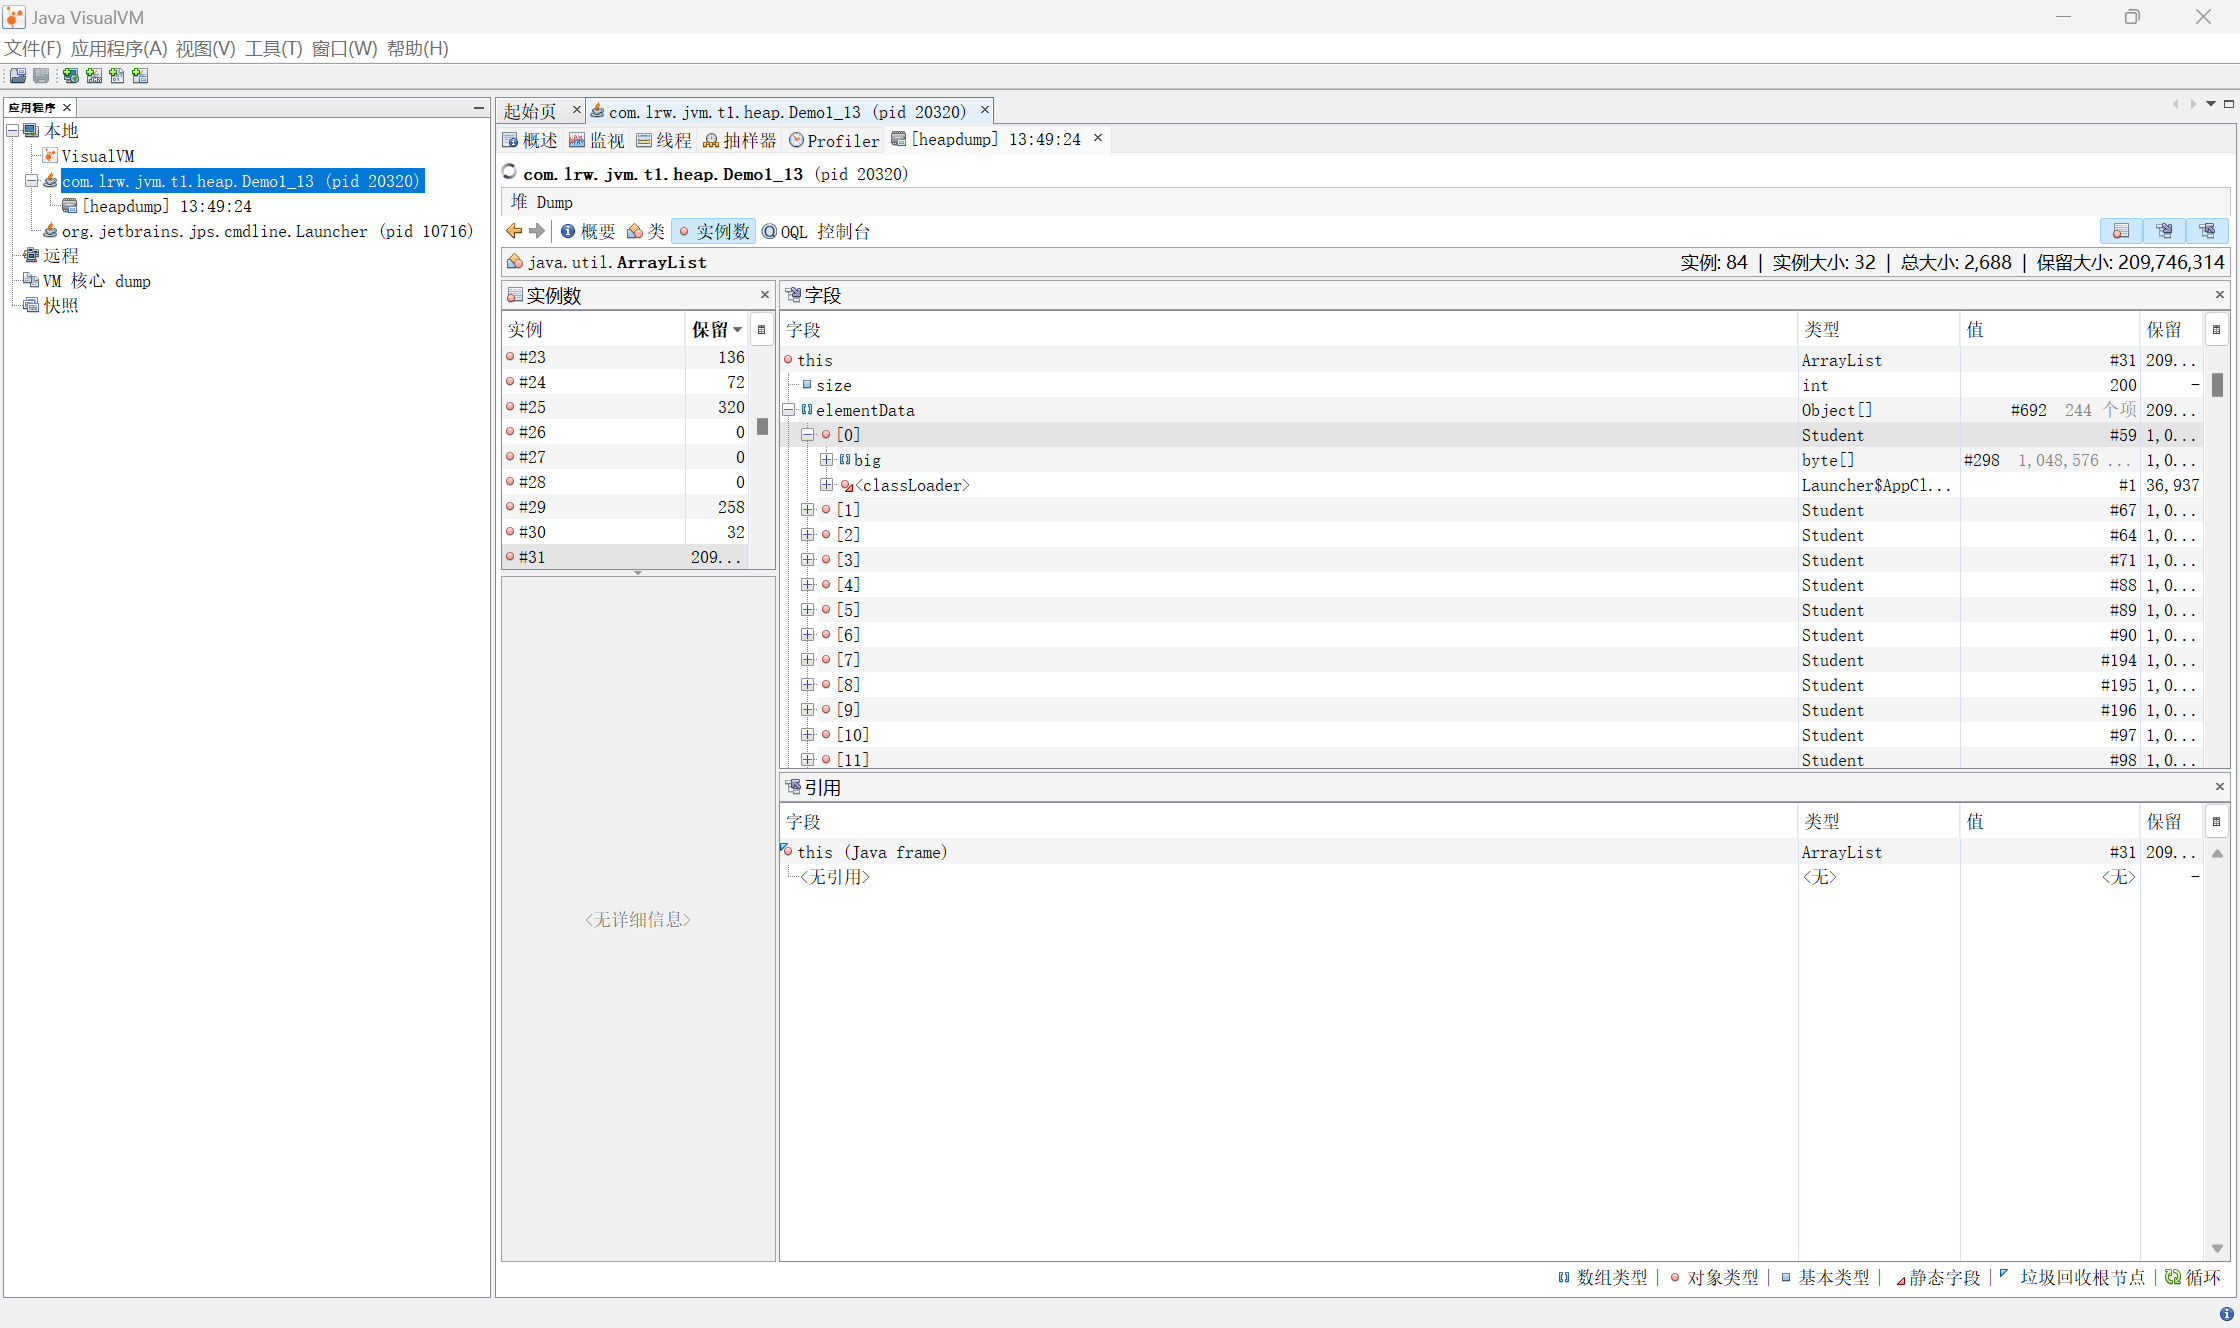 Java VisualVM
文件(F) 应用程序(A) 视图(V) 工具(T) 窗口(W) 帮助(H)
应用程序
本地
VisualVM
com.lrw.jvm.t1.heap.Demo1_13 (pid 20320)
[heapdump] 13:49:24
org.jetbrains.jps.cmdline.Launcher (pid 10716)
远程
VM 核心 dump
快照
起始页 com.lrw.jvm.t1.heap.Demo1_13 (pid 20320)
概述 监视 线程 抽样器 Profiler [heapdump] 13:49:24
com.lrw.jvm.t1.heap.Demo1_13 (pid 20320)
堆 Dump
概要 类 实例数 OQL 控制台
java.util.ArrayList 实例: 84 | 实例大小: 32 | 总大小: 2,688 | 保留大小: 209,746,314
实例数
实例 保留
#23 136
#24 72
#25 320
#26 0
#27 0
#28 0
#29 258
#30 32
#31 209...
<无详细信息>
字段
字段 类型 值 保留
this ArrayList #31 209...
size int 200 -
elementData Object[] #692 244 个项 209...
[0] Student #59 1,0...
big byte[] #298 1,048,576 ... 1,0...
<classLoader> Launcher$AppCl... #1 36,937
[1] Student #67 1,0...
[2] Student #64 1,0...
[3] Student #71 1,0...
[4] Student #88 1,0...
[5] Student #89 1,0...
[6] Student #90 1,0...
[7] Student #194 1,0...
[8] Student #195 1,0...
[9] Student #196 1,0...
[10] Student #97 1,0...
[11] Student #98 1,0...
引用
字段 类型 值 保留
this (Java frame) ArrayList #31 209...
<无引用> <无> <无> -
数组类型 | 对象类型 | 基本类型 | 静态字段 | 垃圾回收根节点 | 循环